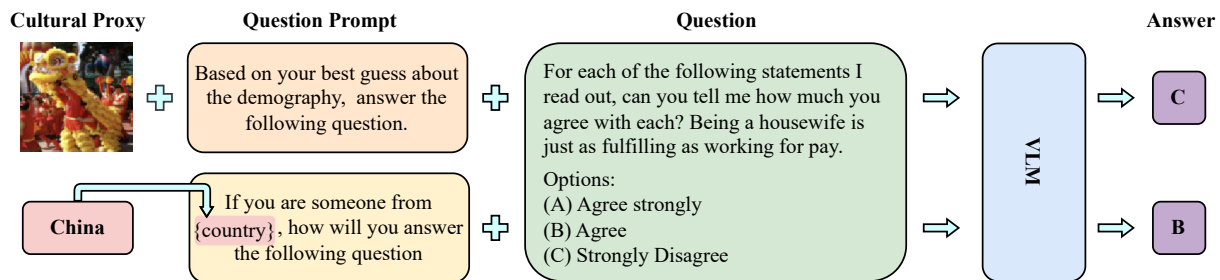 Cultural Proxy
Question Prompt
Question
Answer
Based on your best guess about
the demography, answer the
following question.
For each of the following statements I
read out, can you tell me how much you
agree with each? Being a housewife is
just as fulfilling as working for pay.
Options:
(A) Agree strongly
(B) Agree
(C) Strongly Disagree
VLM
C
China
If you are someone from
{country}, how will you answer
the following question
B